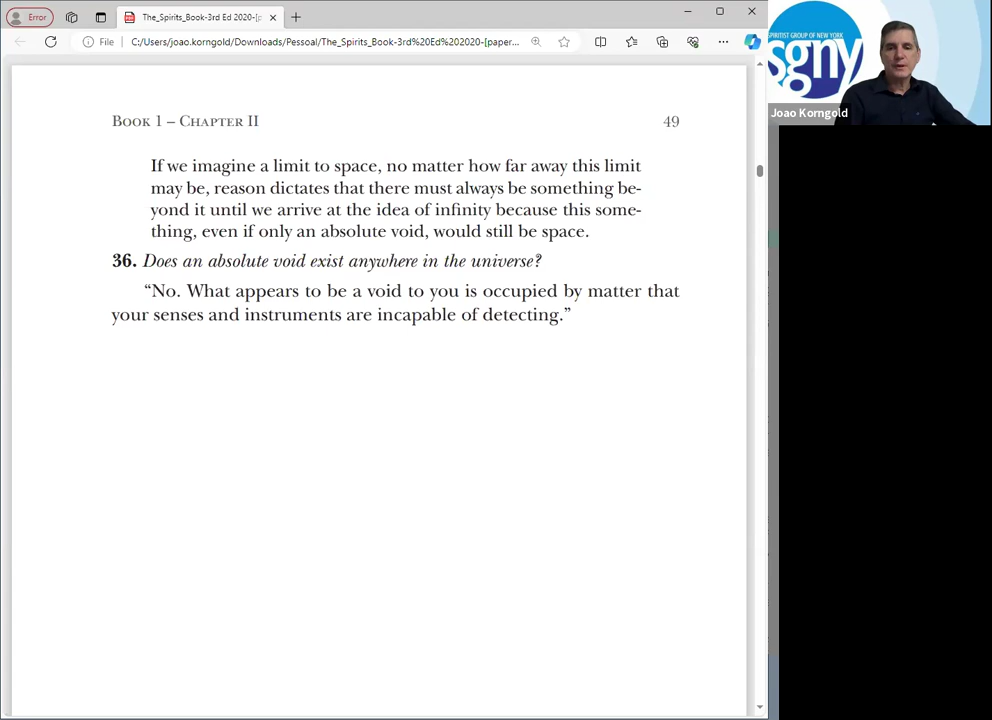 Error
The_Spirits_Book-3rd Ed 2020-[p
File
C:/Users/joao.korngold/Downloads/Pessoal/The_Spirits_Book-3rd%20Ed%202020-[paper...
SPIRITIST GROUP OF NEW YORK
sgny
Joao Korngold
BOOK 1 – CHAPTER II
49
If we imagine a limit to space, no matter how far away this limit
may be, reason dictates that there must always be something be-
yond it until we arrive at the idea of infinity because this some-
thing, even if only an absolute void, would still be space.
36. Does an absolute void exist anywhere in the universe?
“No. What appears to be a void to you is occupied by matter that
your senses and instruments are incapable of detecting.”